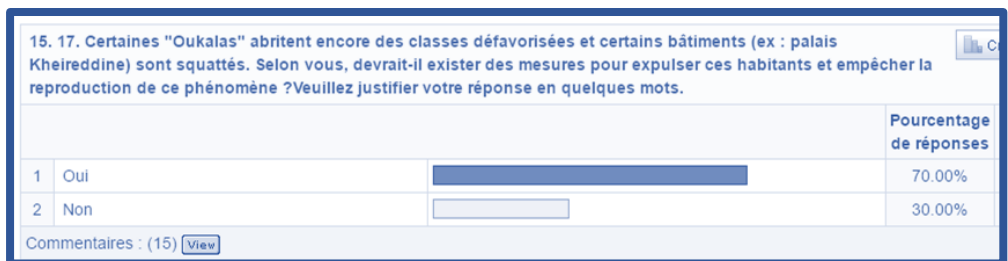 15. 17. Certaines "Oukalas" abritent encore des classes défavorisées et certains bâtiments (ex : palais
Kheireddine) sont squattés. Selon vous, devrait-il exister des mesures pour expulser ces habitants et empêcher la
reproduction de ce phénomène ?Veuillez justifier votre réponse en quelques mots.
Pourcentage
de réponses
1 Oui 70.00%
2 Non 30.00%
Commentaires : (15) View